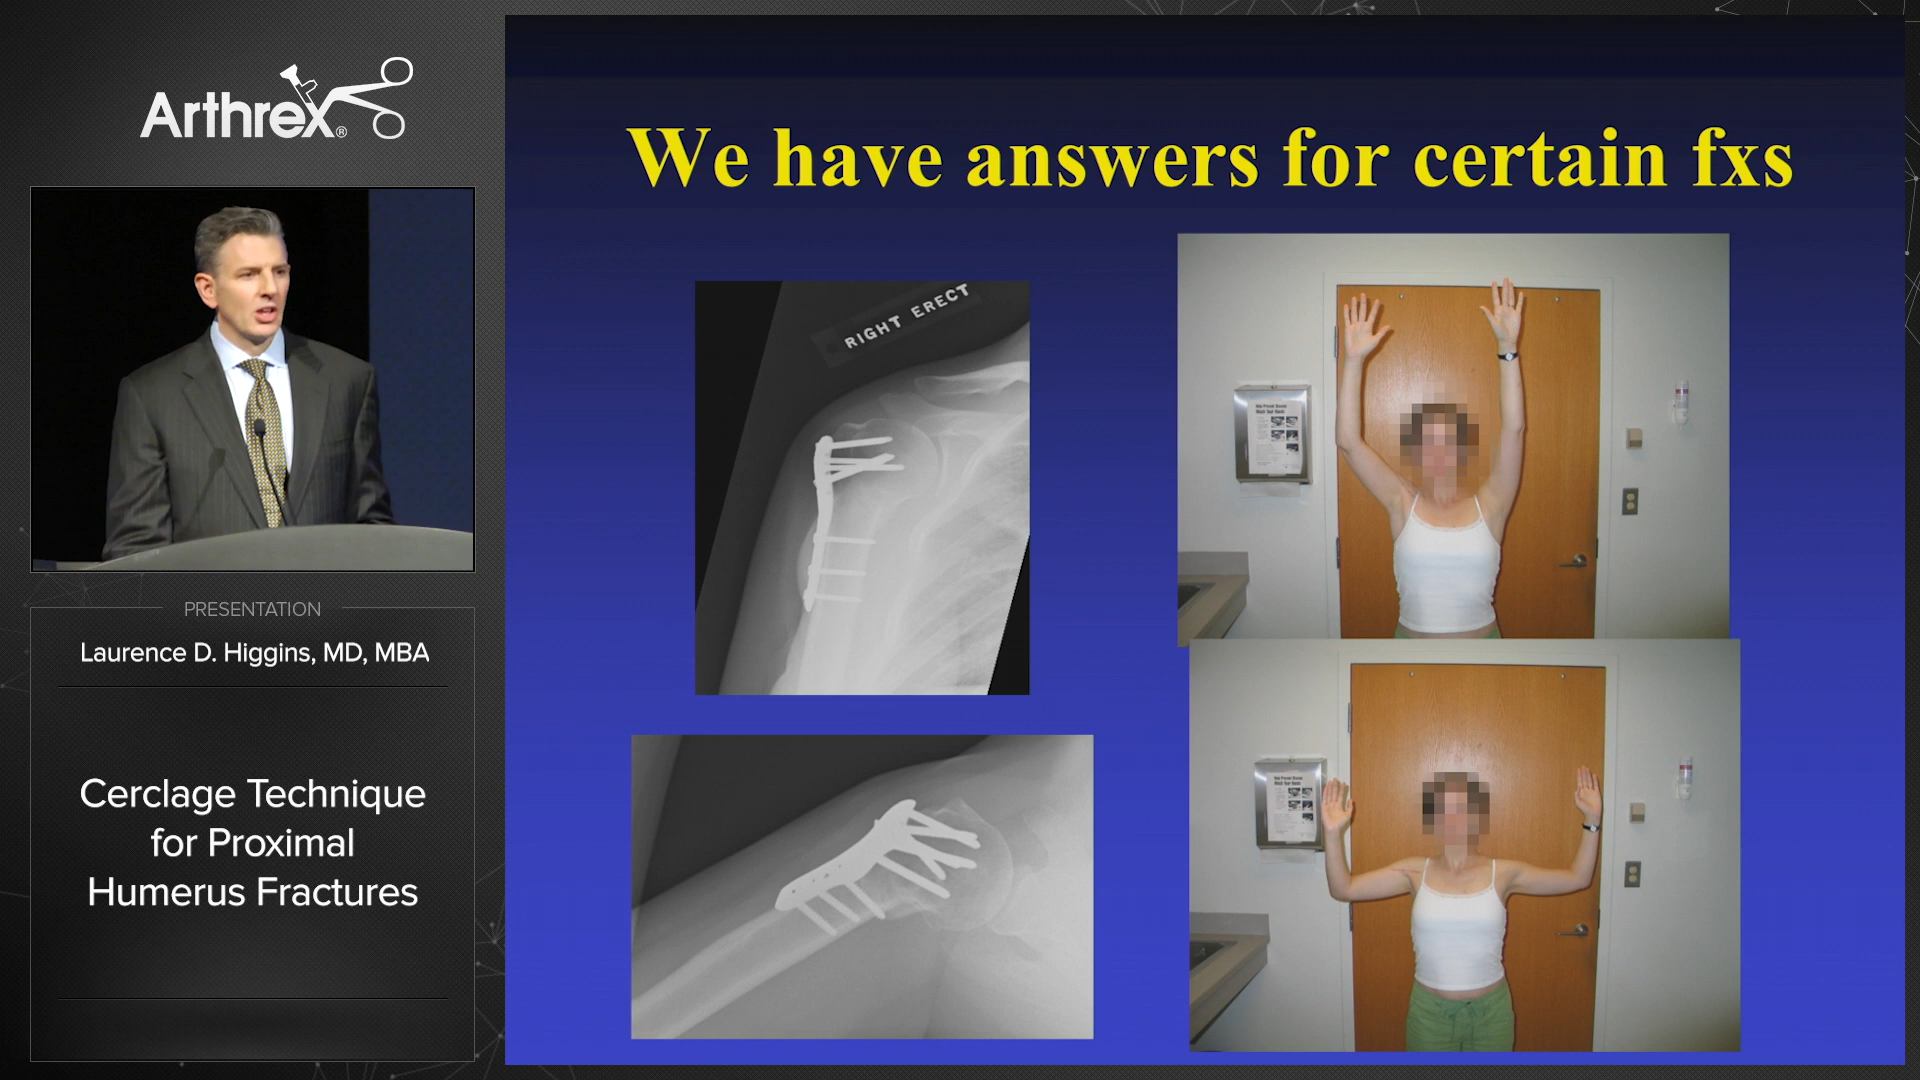 Arthrex®
PRESENTATION
Laurence D. Higgins, MD, MBA
Cerclage Technique
for Proximal
Humerus Fractures
We have answers for certain fxs
RIGHT ERECT